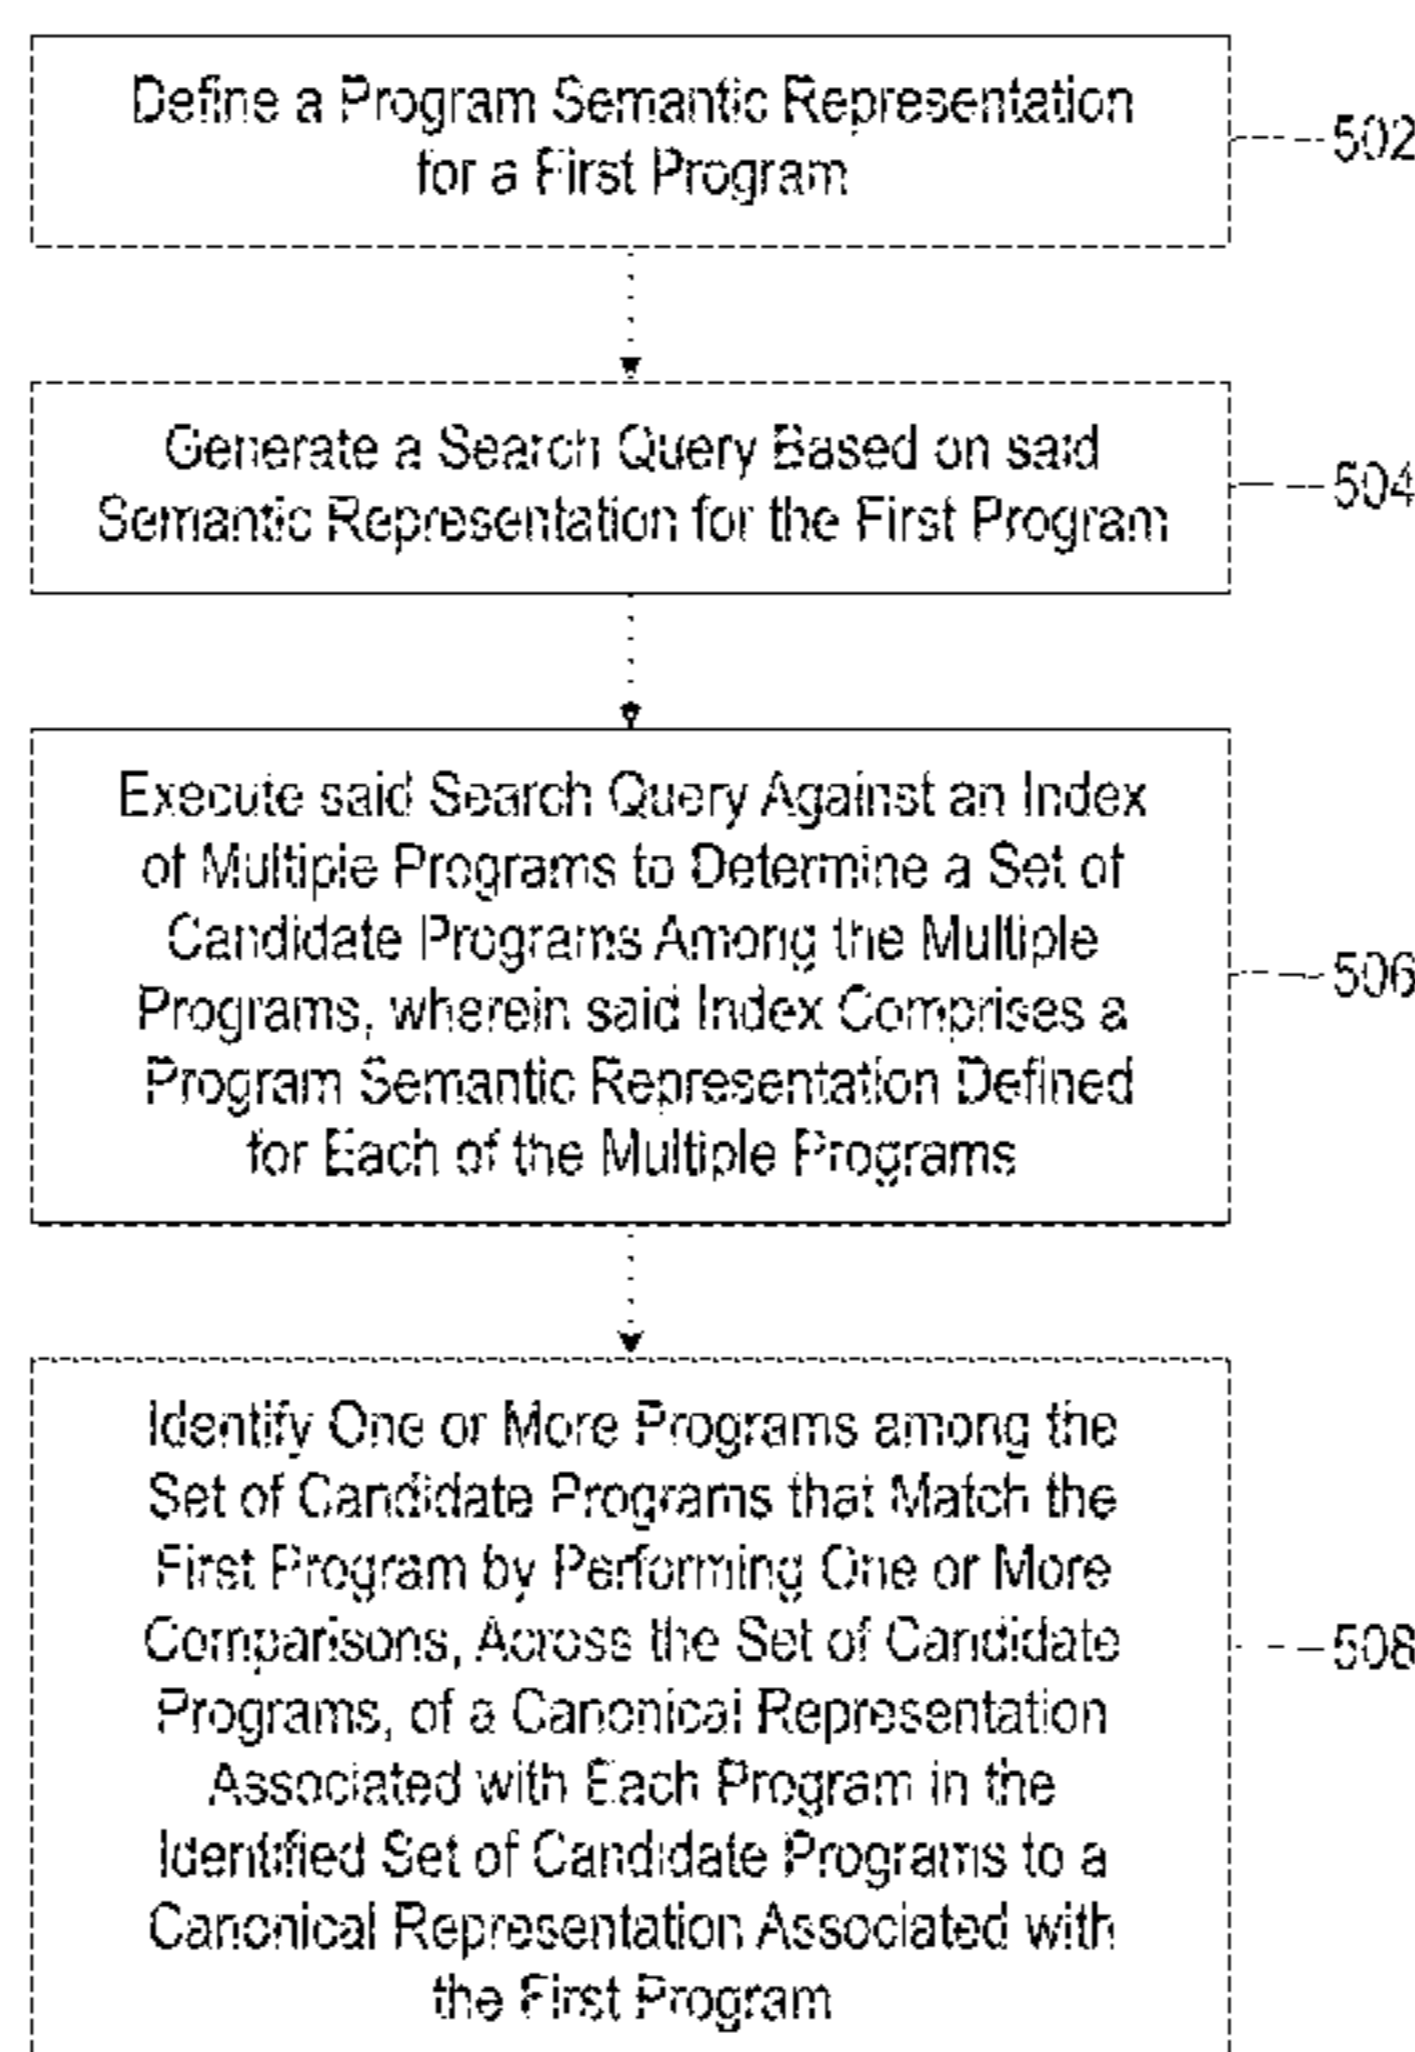 Define a Program Semantic Representation
for a First Program
502
Generate a Search Query Based on said
Semantic Representation for the First Program
504
Execute said Search Query Against an Index
of Multiple Programs to Determine a Set of
Candidate Programs Among the Multiple
Programs, wherein said Index Comprises a
Program Semantic Representation Defined
for Each of the Multiple Programs
506
Identify One or More Programs among the
Set of Candidate Programs that Match the
First Program by Performing One or More
Comparisons, Across the Set of Candidate
Programs, of a Canonical Representation
Associated with Each Program in the
Identified Set of Candidate Programs to a
Canonical Representation Associated with
the First Program
508